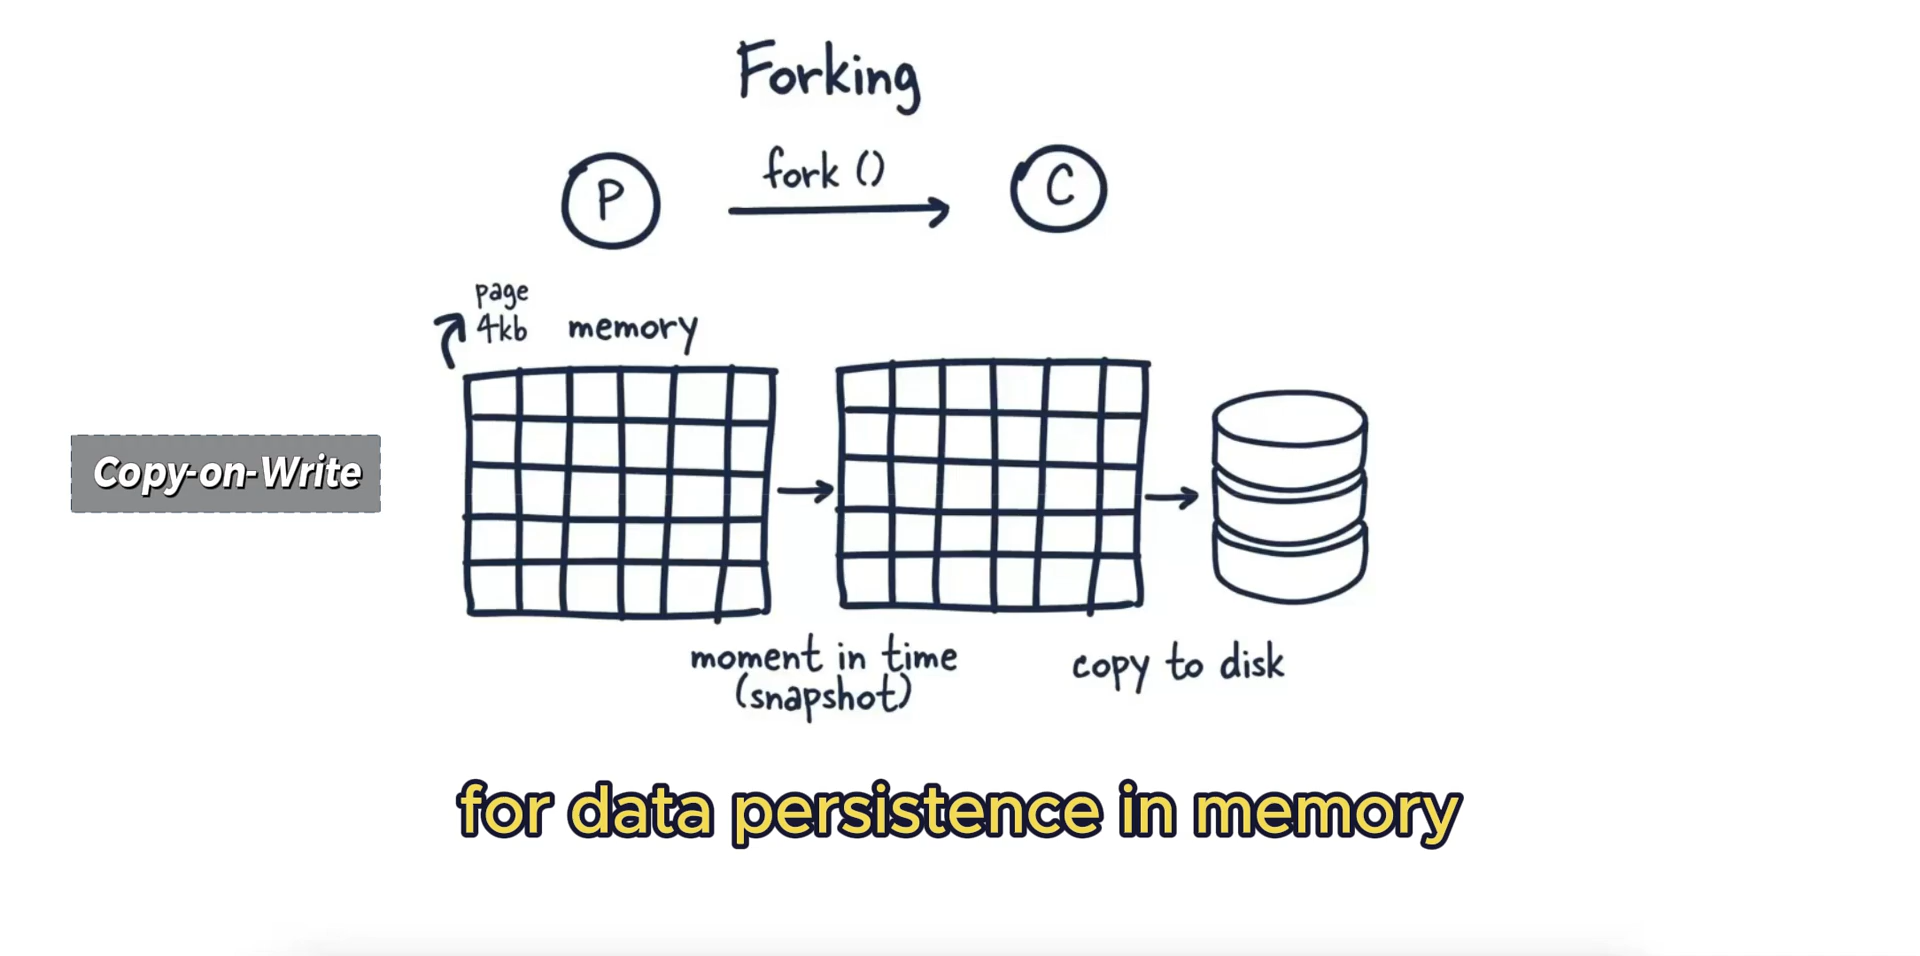 Forking
P
fork ()
C
page
4kb
memory
Copy-on-Write
moment in time
(snapshot)
copy to disk
for data persistence in memory